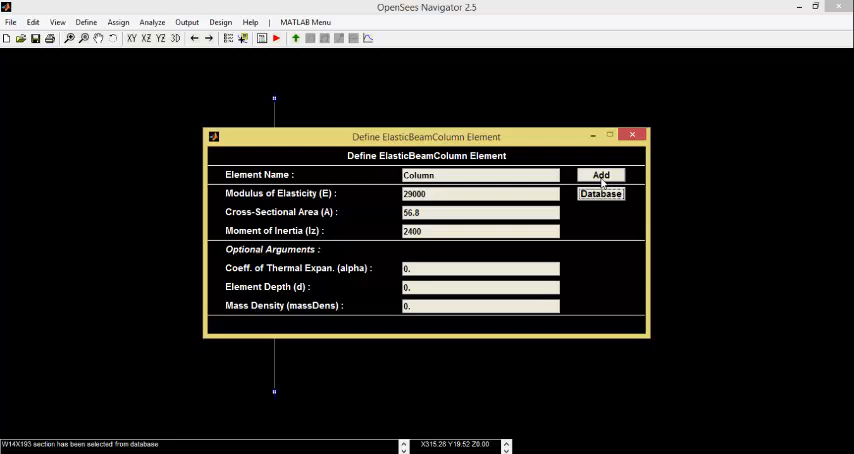 OpenSees Navigator 2.5
File Edit View Define Assign Analyze Output Design Help | MATLAB Menu
XY XZ YZ 3D
Define ElasticBeamColumn Element
Define ElasticBeamColumn Element
Element Name : Column Add
Modulus of Elasticity (E) : 29000 Database
Cross-Sectional Area (A) : 56.8
Moment of Inertia (Iz) : 2400
Optional Arguments :
Coeff. of Thermal Expan. (alpha) : 0.
Element Depth (d) : 0.
Mass Density (massDens) : 0.
W14X193 section has been selected from database X315.28 Y19.52 Z0.00